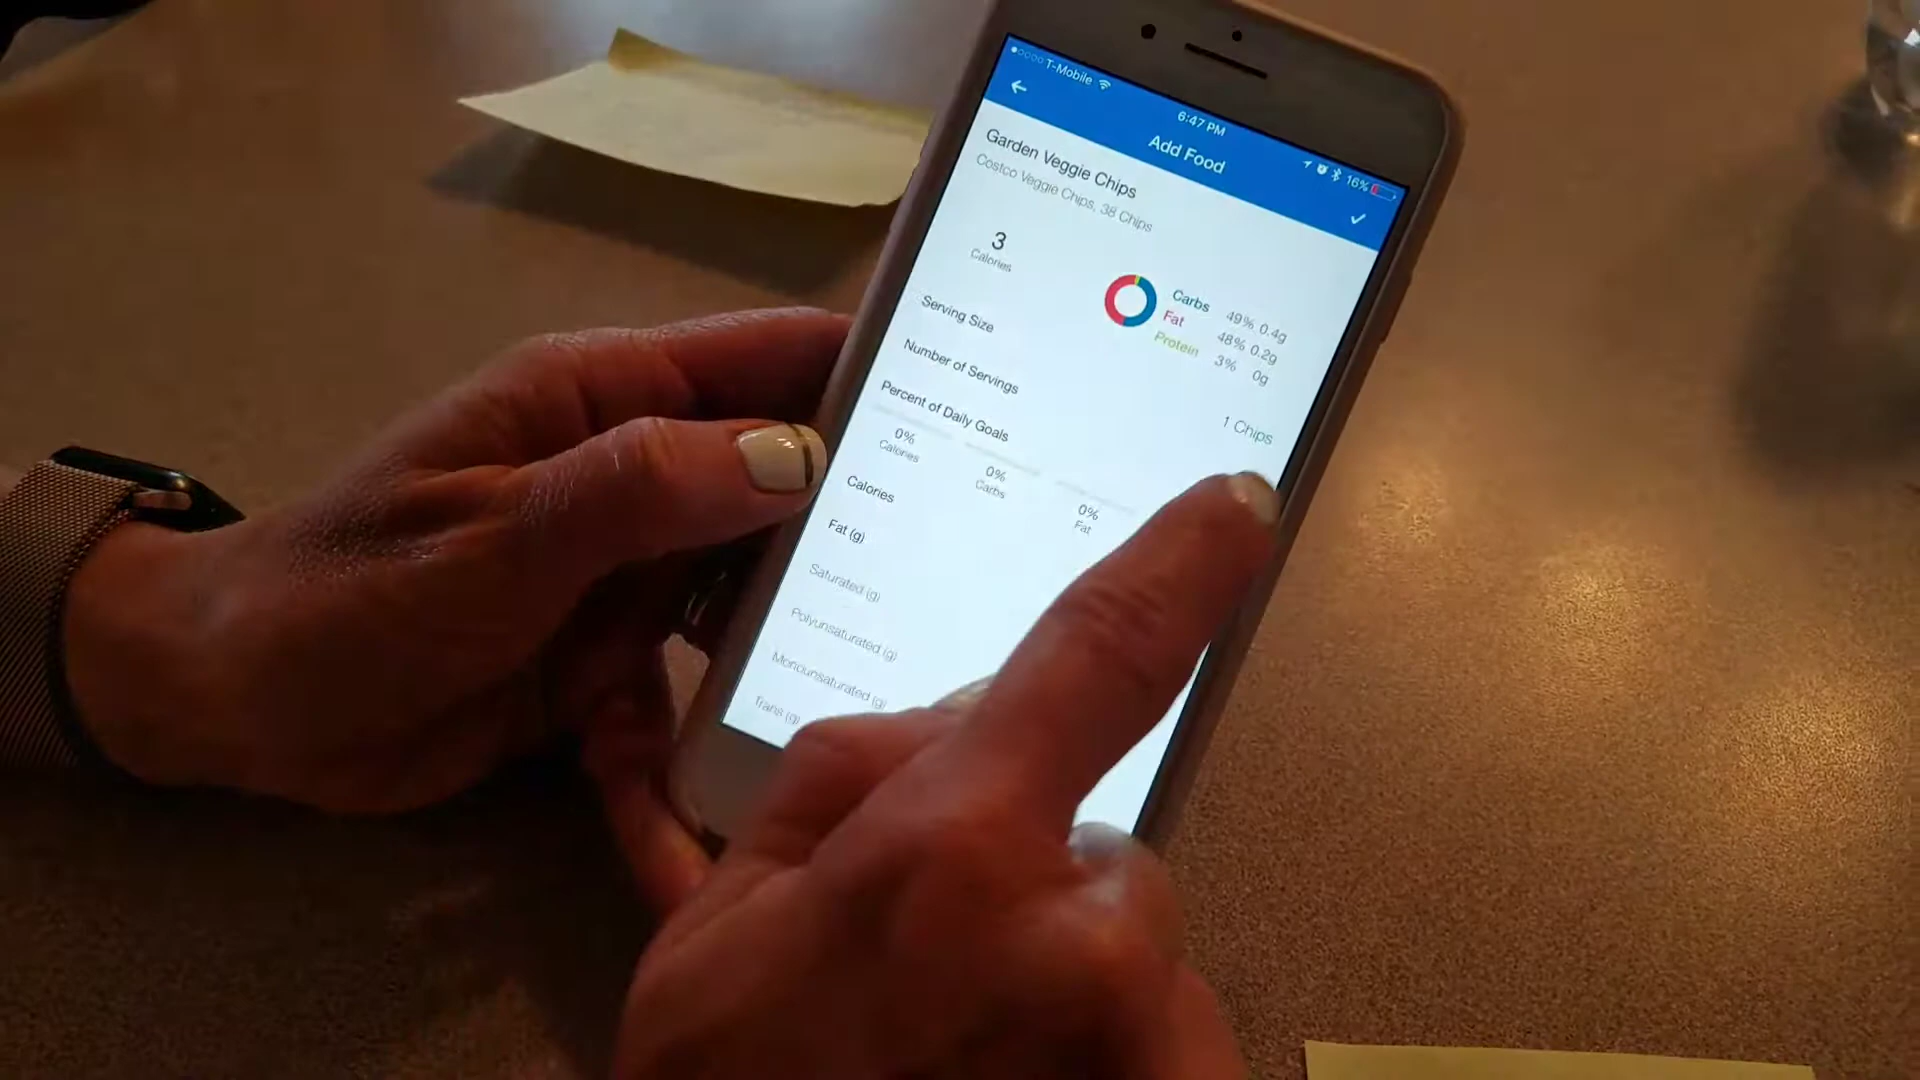 T-Mobile 6:47 PM 16%
Add Food
Garden Veggie Chips
Costco Veggie Chips, 38 Chips
3
Calories
Carbs 49% 0.4g
Fat 48% 0.2g
Protein 3% 0g
Serving Size 1 Chips
Number of Servings
Percent of Daily Goals
0% 0% 0%
Calories Carbs Fat
Calories
Fat (g)
Saturated (g)
Polyunsaturated (g)
Monounsaturated (g)
Trans (g)